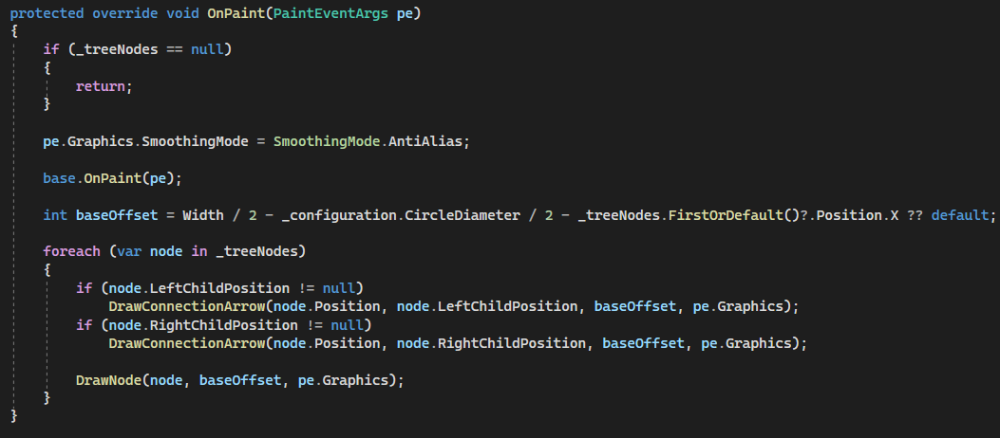 protected override void OnPaint(PaintEventArgs pe)
{
    if (_treeNodes == null)
    {
        return;
    }

    pe.Graphics.SmoothingMode = SmoothingMode.AntiAlias;

    base.OnPaint(pe);

    int baseOffset = Width / 2 - _configuration.CircleDiameter / 2 - _treeNodes.FirstOrDefault()?.Position.X ?? default;

    foreach (var node in _treeNodes)
    {
        if (node.LeftChildPosition != null)
            DrawConnectionArrow(node.Position, node.LeftChildPosition, baseOffset, pe.Graphics);
        if (node.RightChildPosition != null)
            DrawConnectionArrow(node.Position, node.RightChildPosition, baseOffset, pe.Graphics);

        DrawNode(node, baseOffset, pe.Graphics);
    }
}